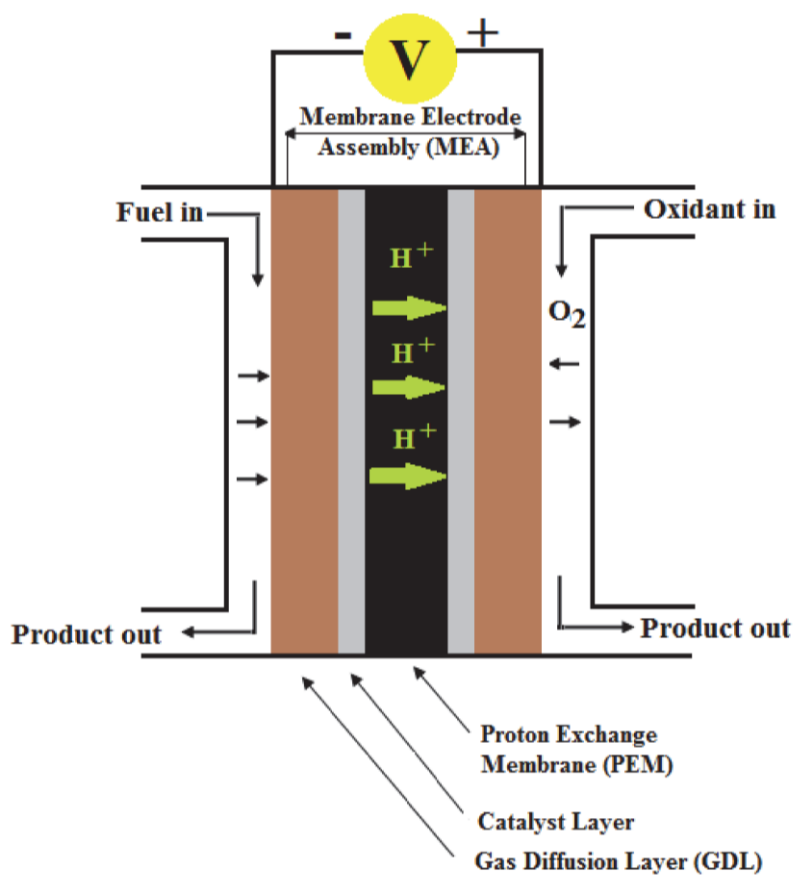 - +
V
Membrane Electrode
Assembly (MEA)
Fuel in
Oxidant in
H+
O2
H+
H+
Product out
Product out
Proton Exchange
Membrane (PEM)
Catalyst Layer
Gas Diffusion Layer (GDL)